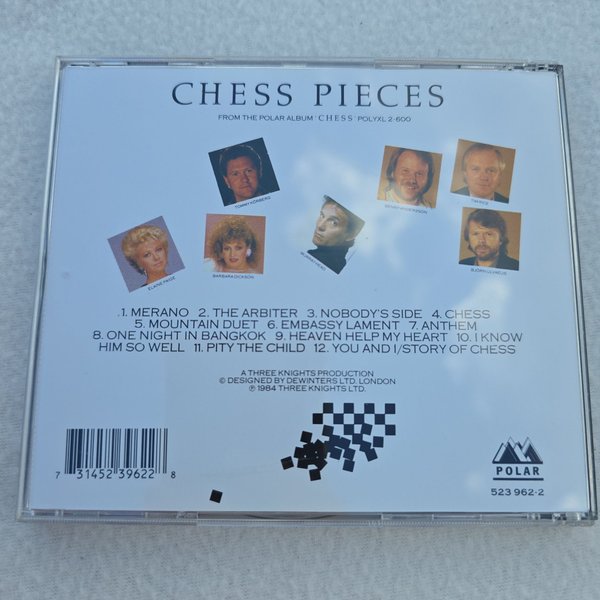 CHESS PIECES
FROM THE POLAR ALBUM 'CHESS' POLYXL 2-600
TOMMY KÖRBERG
BENNY ANDERSSON
TIM RICE
ELAINE PAIGE
BARBARA DICKSON
MURRAY HEAD
BJÖRN ULVAEUS
.1. MERANO 2. THE ARBITER 3. NOBODY'S SIDE 4. CHESS
5. MOUNTAIN DUET 6. EMBASSY LAMENT 7. ANTHEM
8. ONE NIGHT IN BANGKOK 9. HEAVEN HELP MY HEART 10. I KNOW
HIM SO WELL 11. PITY THE CHILD 12. YOU AND I/STORY OF CHESS
A THREE KNIGHTS PRODUCTION
© DESIGNED BY DEWINTERS LTD. LONDON
℗ 1984 THREE KNIGHTS LTD.
7 31452 39622 8
POLAR
523 962-2